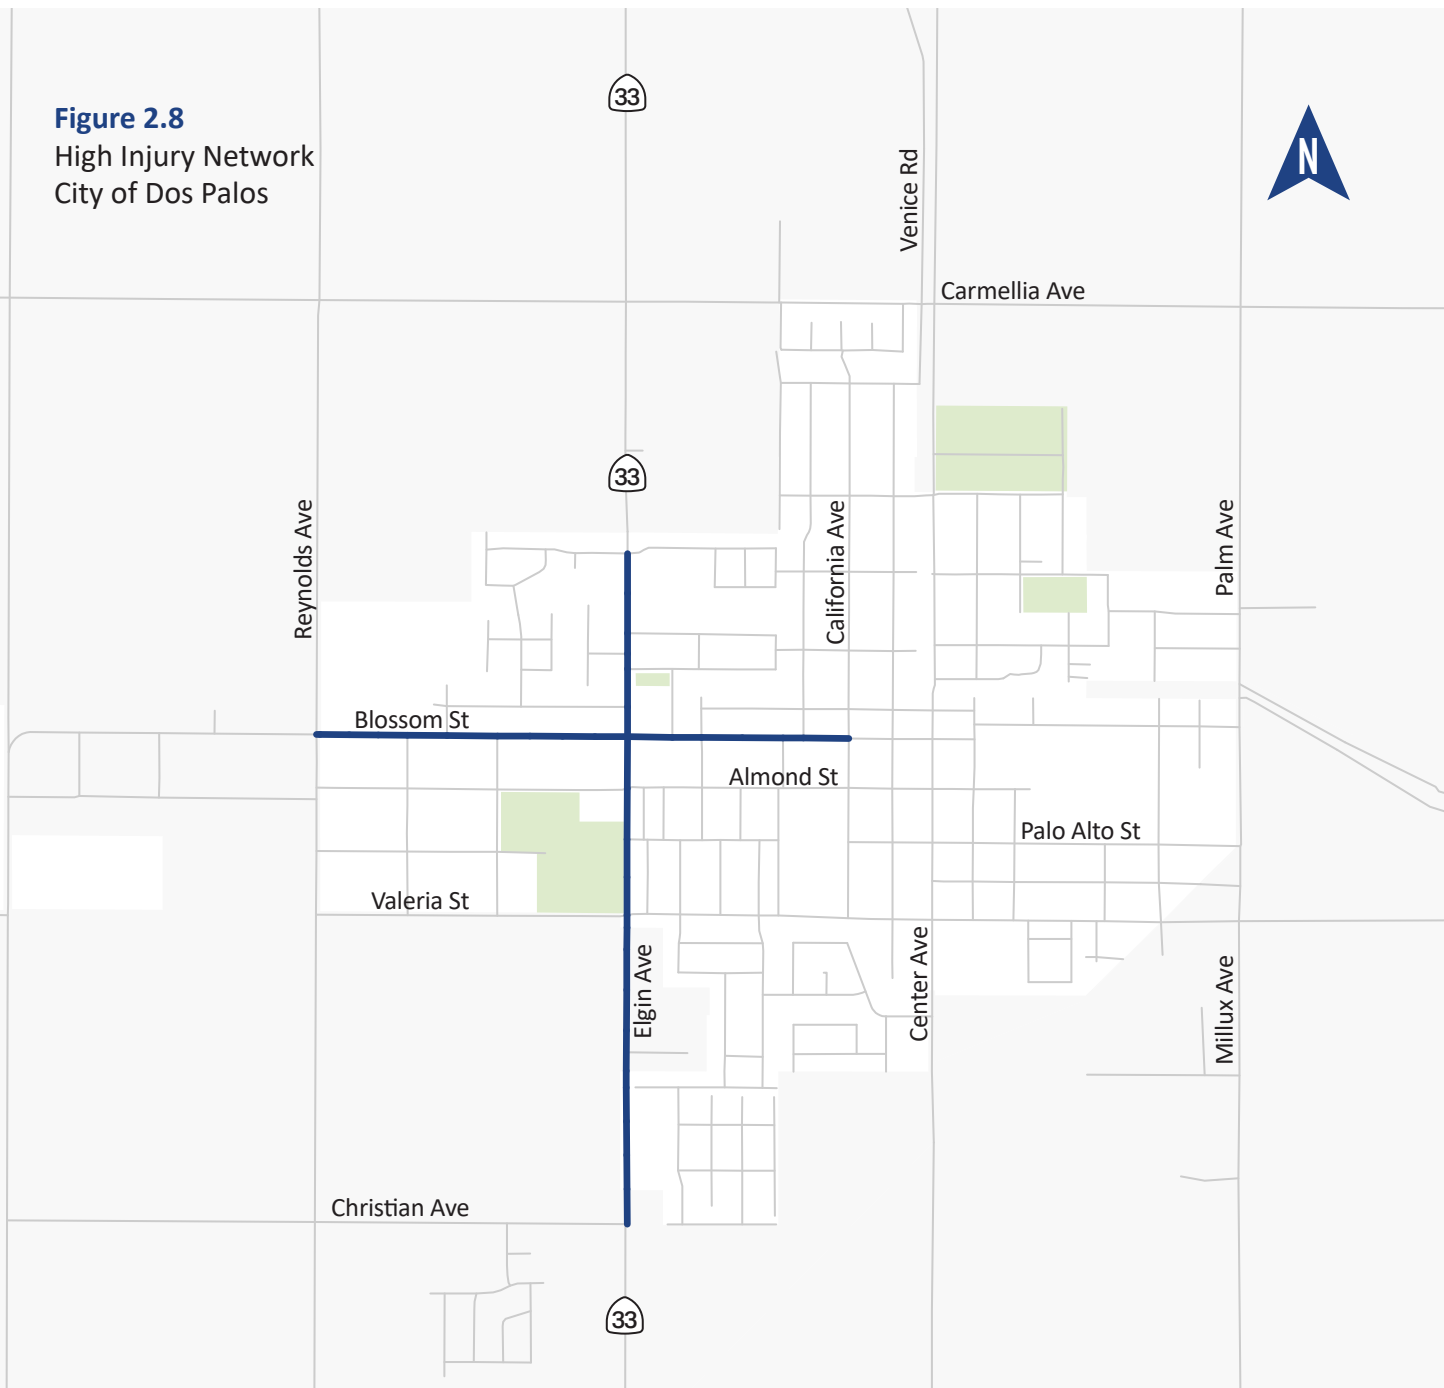 33
Figure 2.8
High Injury Network
City of Dos Palos
N
Venice Rd
Carmellia Ave
33
Reynolds Ave
California Ave
Palm Ave
Blossom St
Almond St
Palo Alto St
Valeria St
Elgin Ave
Center Ave
Millux Ave
Christian Ave
33